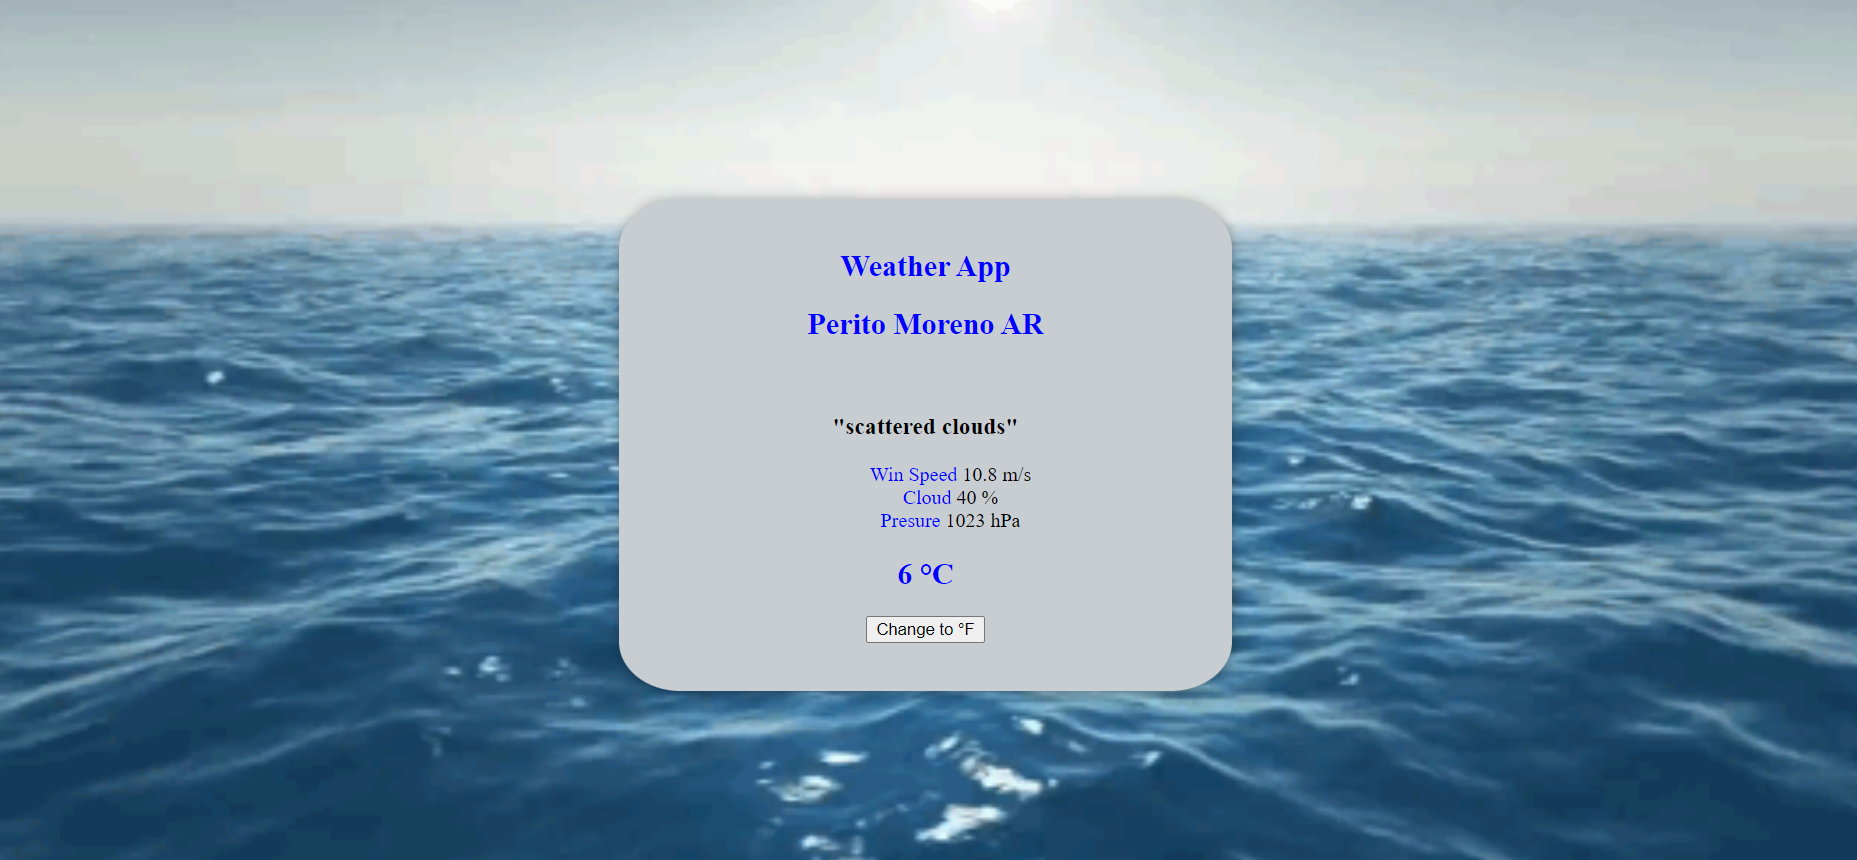 Weather App
Perito Moreno AR
"scattered clouds"
Win Speed 10.8 m/s
Cloud 40 %
Presure 1023 hPa
6 °C
Change to °F